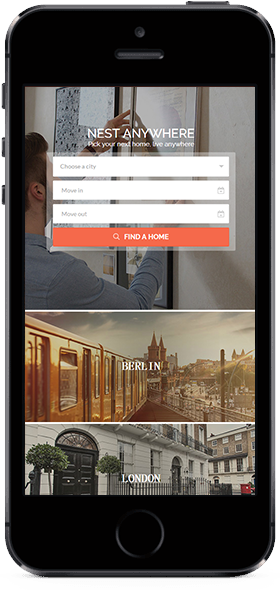 NEST ANYWHERE
Pick your next home, live anywhere
Choose a city
Move in
Move out
FIND A HOME
BERLIN
LONDON